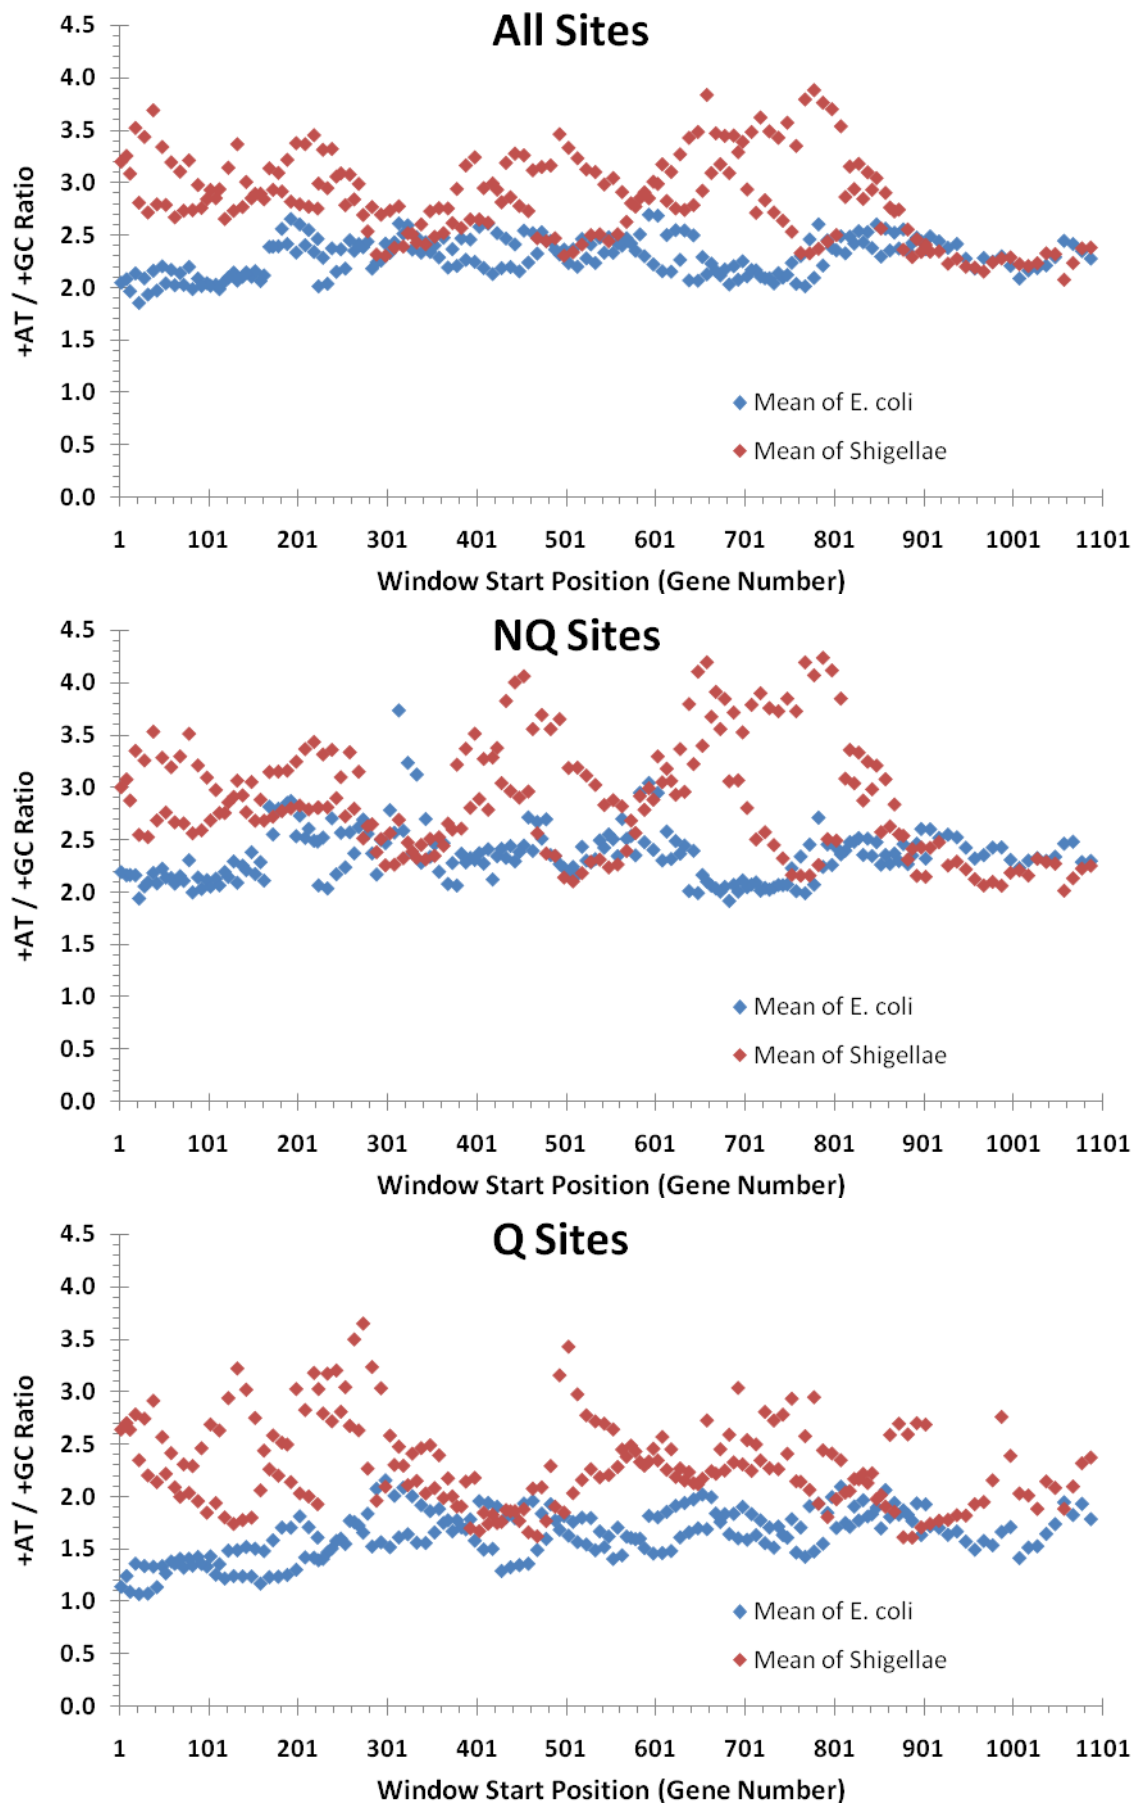 All Sites
+AT / +GC Ratio
4.5
4.0
3.5
3.0
2.5
2.0
1.5
1.0
0.5
0.0
Mean of E. coli
Mean of Shigellae
1 101 201 301 401 501 601 701 801 901 1001 1101
Window Start Position (Gene Number)
NQ Sites
+AT / +GC Ratio
4.5
4.0
3.5
3.0
2.5
2.0
1.5
1.0
0.5
0.0
Mean of E. coli
Mean of Shigellae
1 101 201 301 401 501 601 701 801 901 1001 1101
Window Start Position (Gene Number)
Q Sites
+AT / +GC Ratio
4.5
4.0
3.5
3.0
2.5
2.0
1.5
1.0
0.5
0.0
Mean of E. coli
Mean of Shigellae
1 101 201 301 401 501 601 701 801 901 1001 1101
Window Start Position (Gene Number)